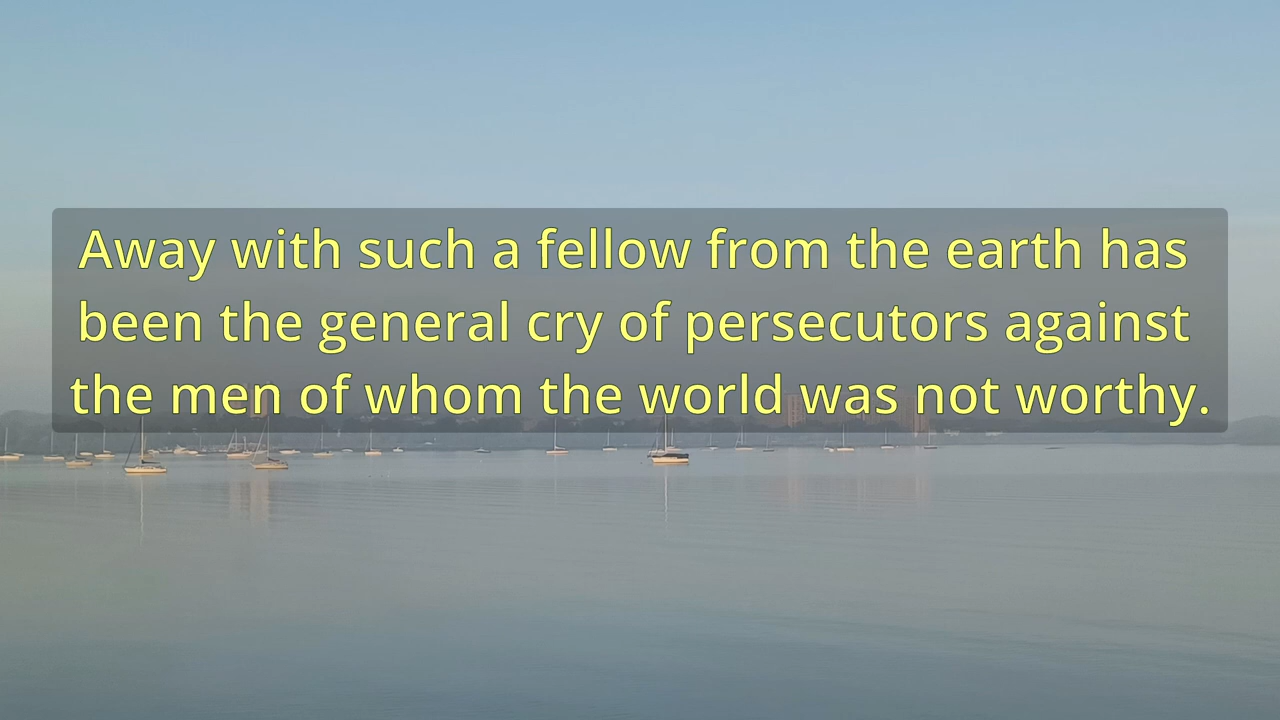 Away with such a fellow from the earth has
been the general cry of persecutors against
the men of whom the world was not worthy.